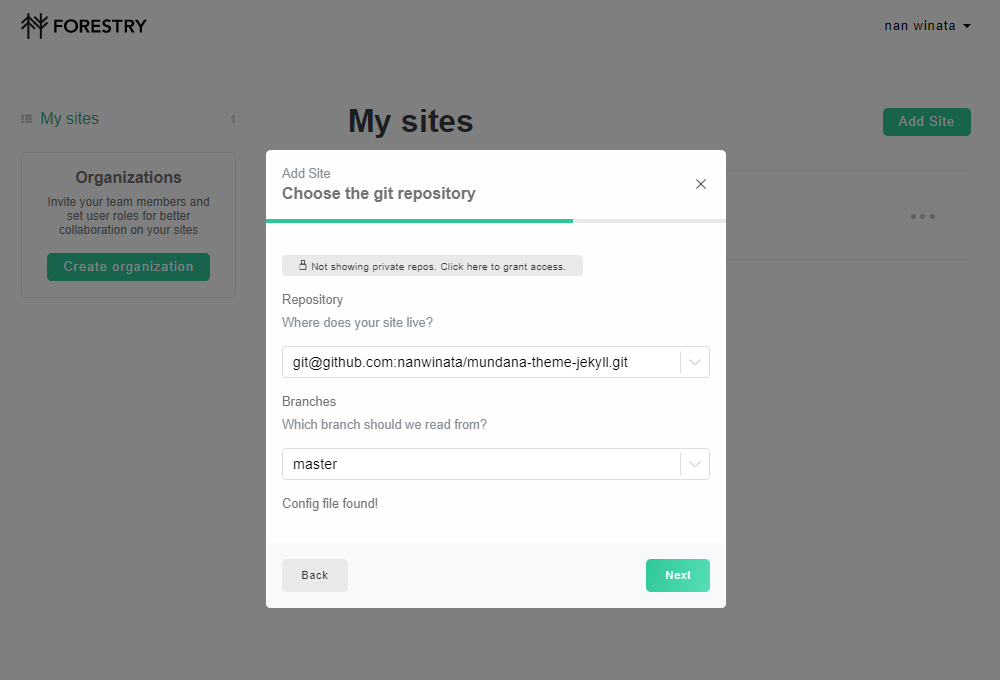 FORESTRY
nan winata
My sites
1
My sites
Add Site
Organizations
Invite your team members and
set user roles for better
collaboration on your sites
Create organization
Add Site
Choose the git repository
Not showing private repos. Click here to grant access.
Repository
Where does your site live?
git@github.com:nanwinata/mundana-theme-jekyll.git
Branches
Which branch should we read from?
master
Config file found!
Back
Next